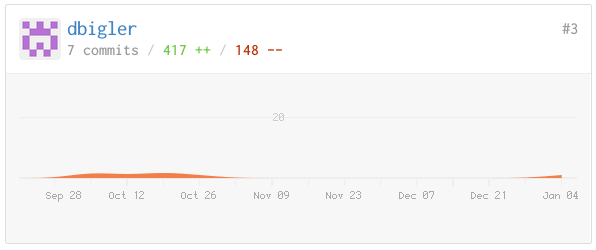 dbigler #3
7 commits / 417 ++ / 148 --
20
Sep 28 Oct 12 Oct 26 Nov 09 Nov 23 Dec 07 Dec 21 Jan 04